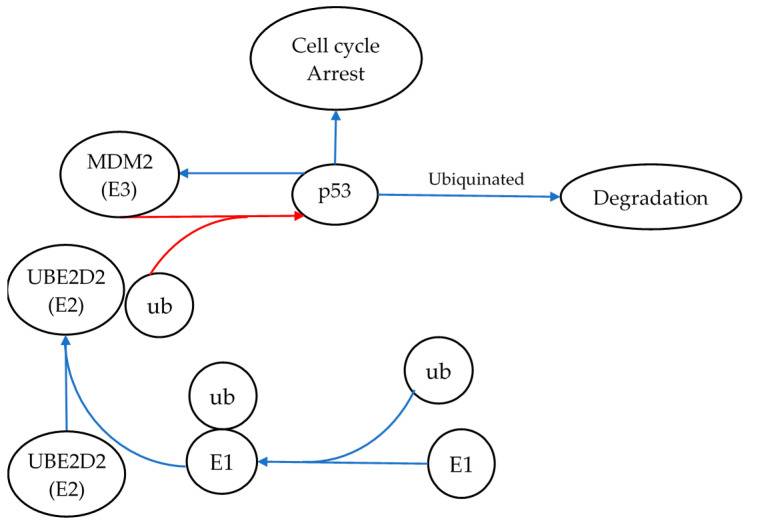 Cell cycle
Arrest
MDM2
(E3)
p53
Ubiquinated
Degradation
UBE2D2
(E2)
ub
ub
ub
UBE2D2
(E2)
E1
E1